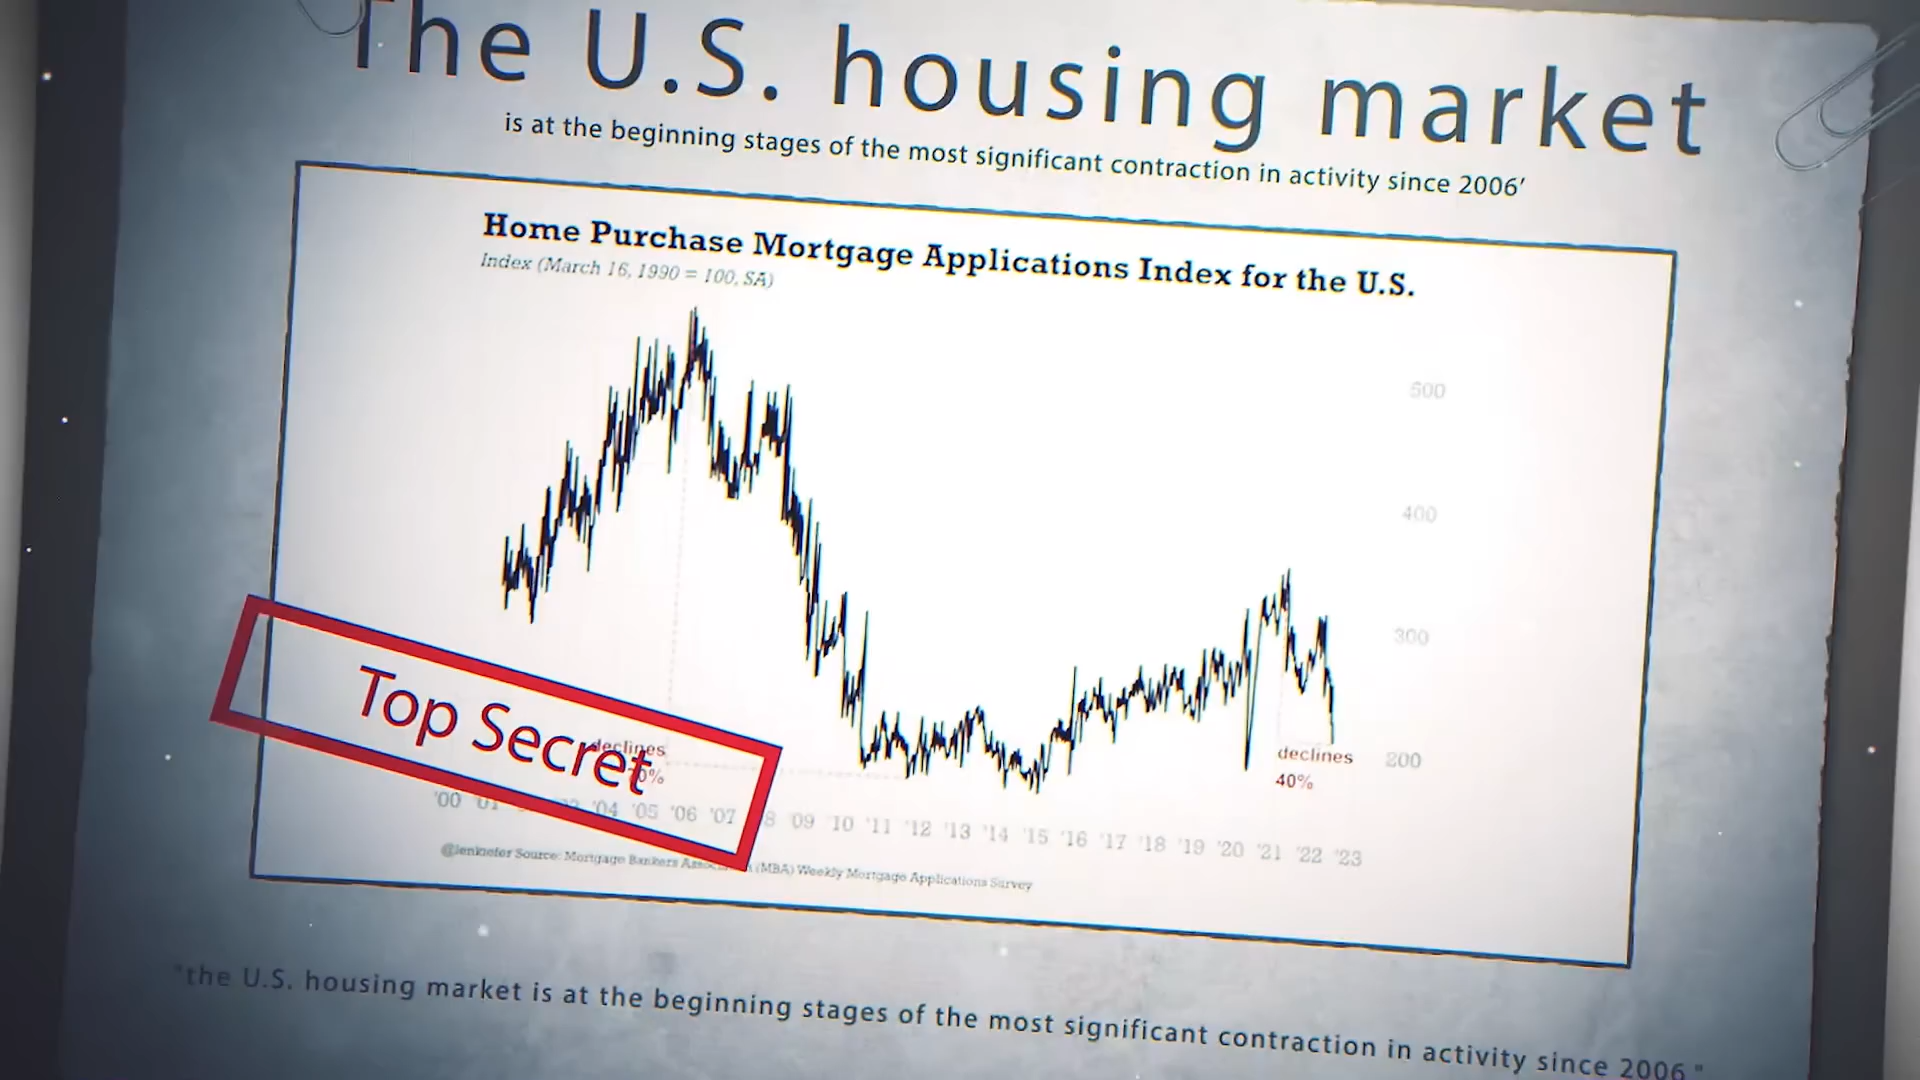 The U.S. housing market
is at the beginning stages of the most significant contraction in activity since 2006'
Home Purchase Mortgage Applications Index for the U.S.
Index (March 16, 1990 = 100, SA)
500
400
300
200
declines
40%
Top Secret
declines
'00 '01 '04 '05 '06 '07 '09 '10 '11 '12 '13 '14 '15 '16 '17 '18 '19 '20 '21 '22 '23
Source: Mortgage Bankers (MBA) Weekly Mortgage Applications Survey
"the U.S. housing market is at the beginning stages of the most significant contraction in activity since 2006."